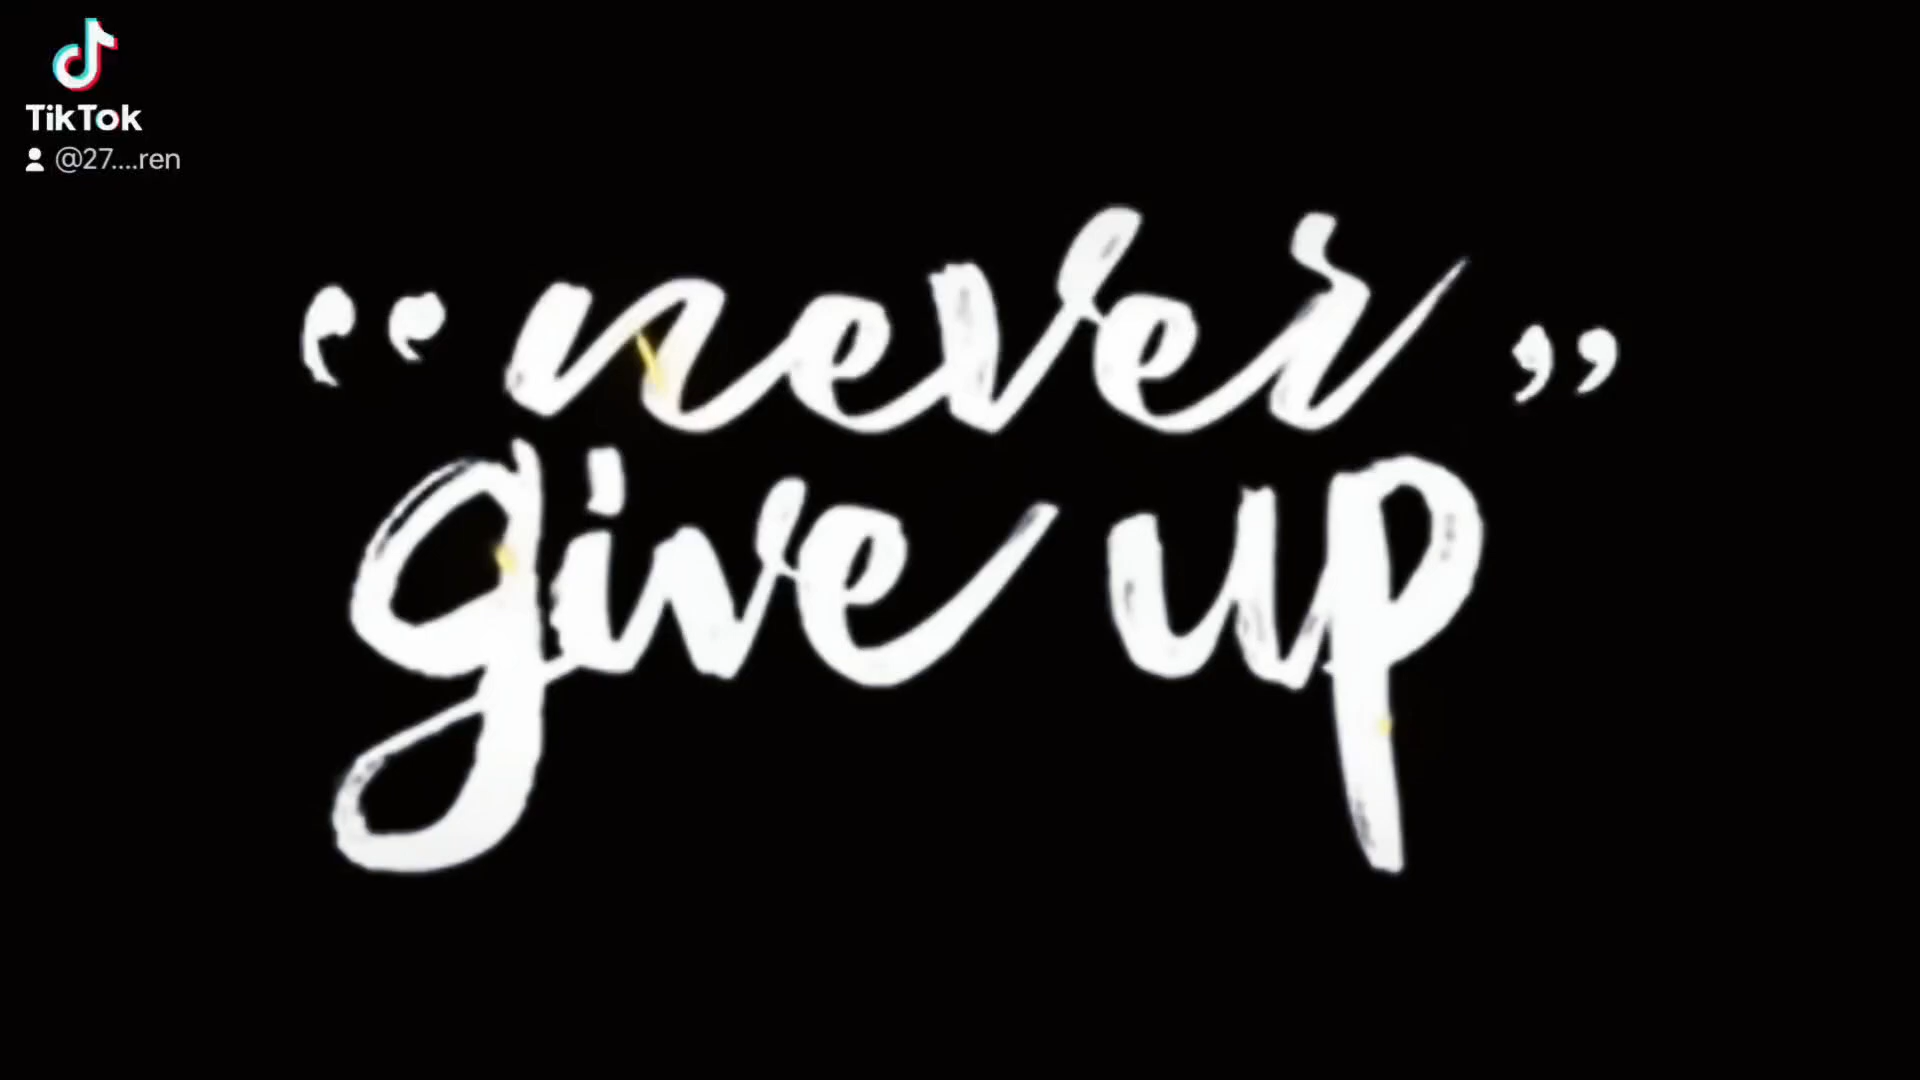 TikTok
@27....ren
“never”
give up